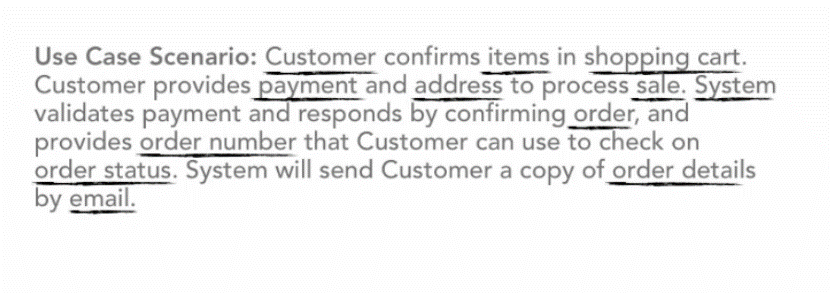 Use Case Scenario: Customer confirms items in shopping cart.
Customer provides payment and address to process sale. System
validates payment and responds by confirming order, and
provides order number that Customer can use to check on
order status. System will send Customer a copy of order details
by email.